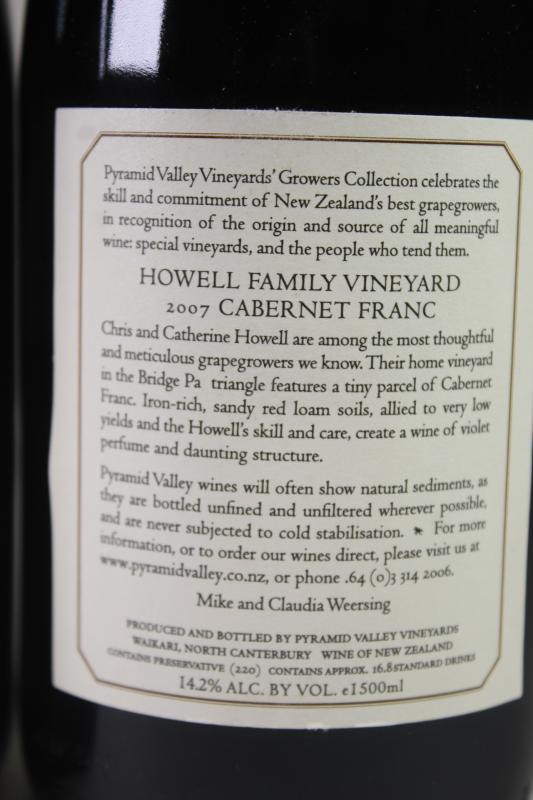 Pyramid Valley Vineyards' Growers Collection celebrates the
skill and commitment of New Zealand's best grapegrowers,
in recognition of the origin and source of all meaningful
wine: special vineyards, and the people who tend them.
HOWELL FAMILY VINEYARD
2007 CABERNET FRANC
Chris and Catherine Howell are among the most thoughtful
and meticulous grapegrowers we know. Their home vineyard
in the Bridge Pa triangle features a tiny parcel of Cabernet
Franc. Iron-rich, sandy red loam soils, allied to very low
yields and the Howell's skill and care, create a wine of violet
perfume and daunting structure.
Pyramid Valley wines will often show natural sediments, as
they are bottled unfined and unfiltered wherever possible,
and are never subjected to cold stabilisation. For more
information, or to order our wines direct, please visit us at
www.pyramidvalley.co.nz, or phone .64 (0)3 314 2006.
Mike and Claudia Weersing
PRODUCED AND BOTTLED BY PYRAMID VALLEY VINEYARDS
WAIKARI, NORTH CANTERBURY WINE OF NEW ZEALAND
CONTAINS PRESERVATIVE (220) CONTAINS APPROX. 16.8 STANDARD DRINKS
14.2% ALC. BY VOL. e1500ml